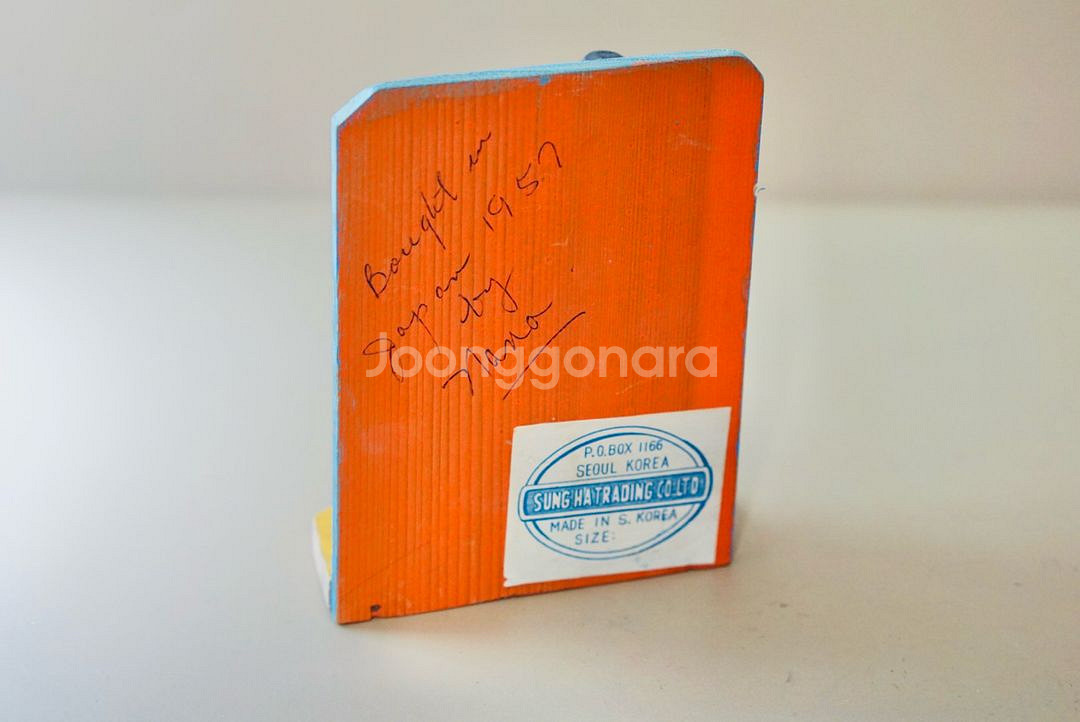 Bought in
Japan 1957
by
Nana
Joonggonara
P.O.BOX 1166
SEOUL KOREA
SUNG HA TRADING CO.LTD
MADE IN S. KOREA
SIZE: